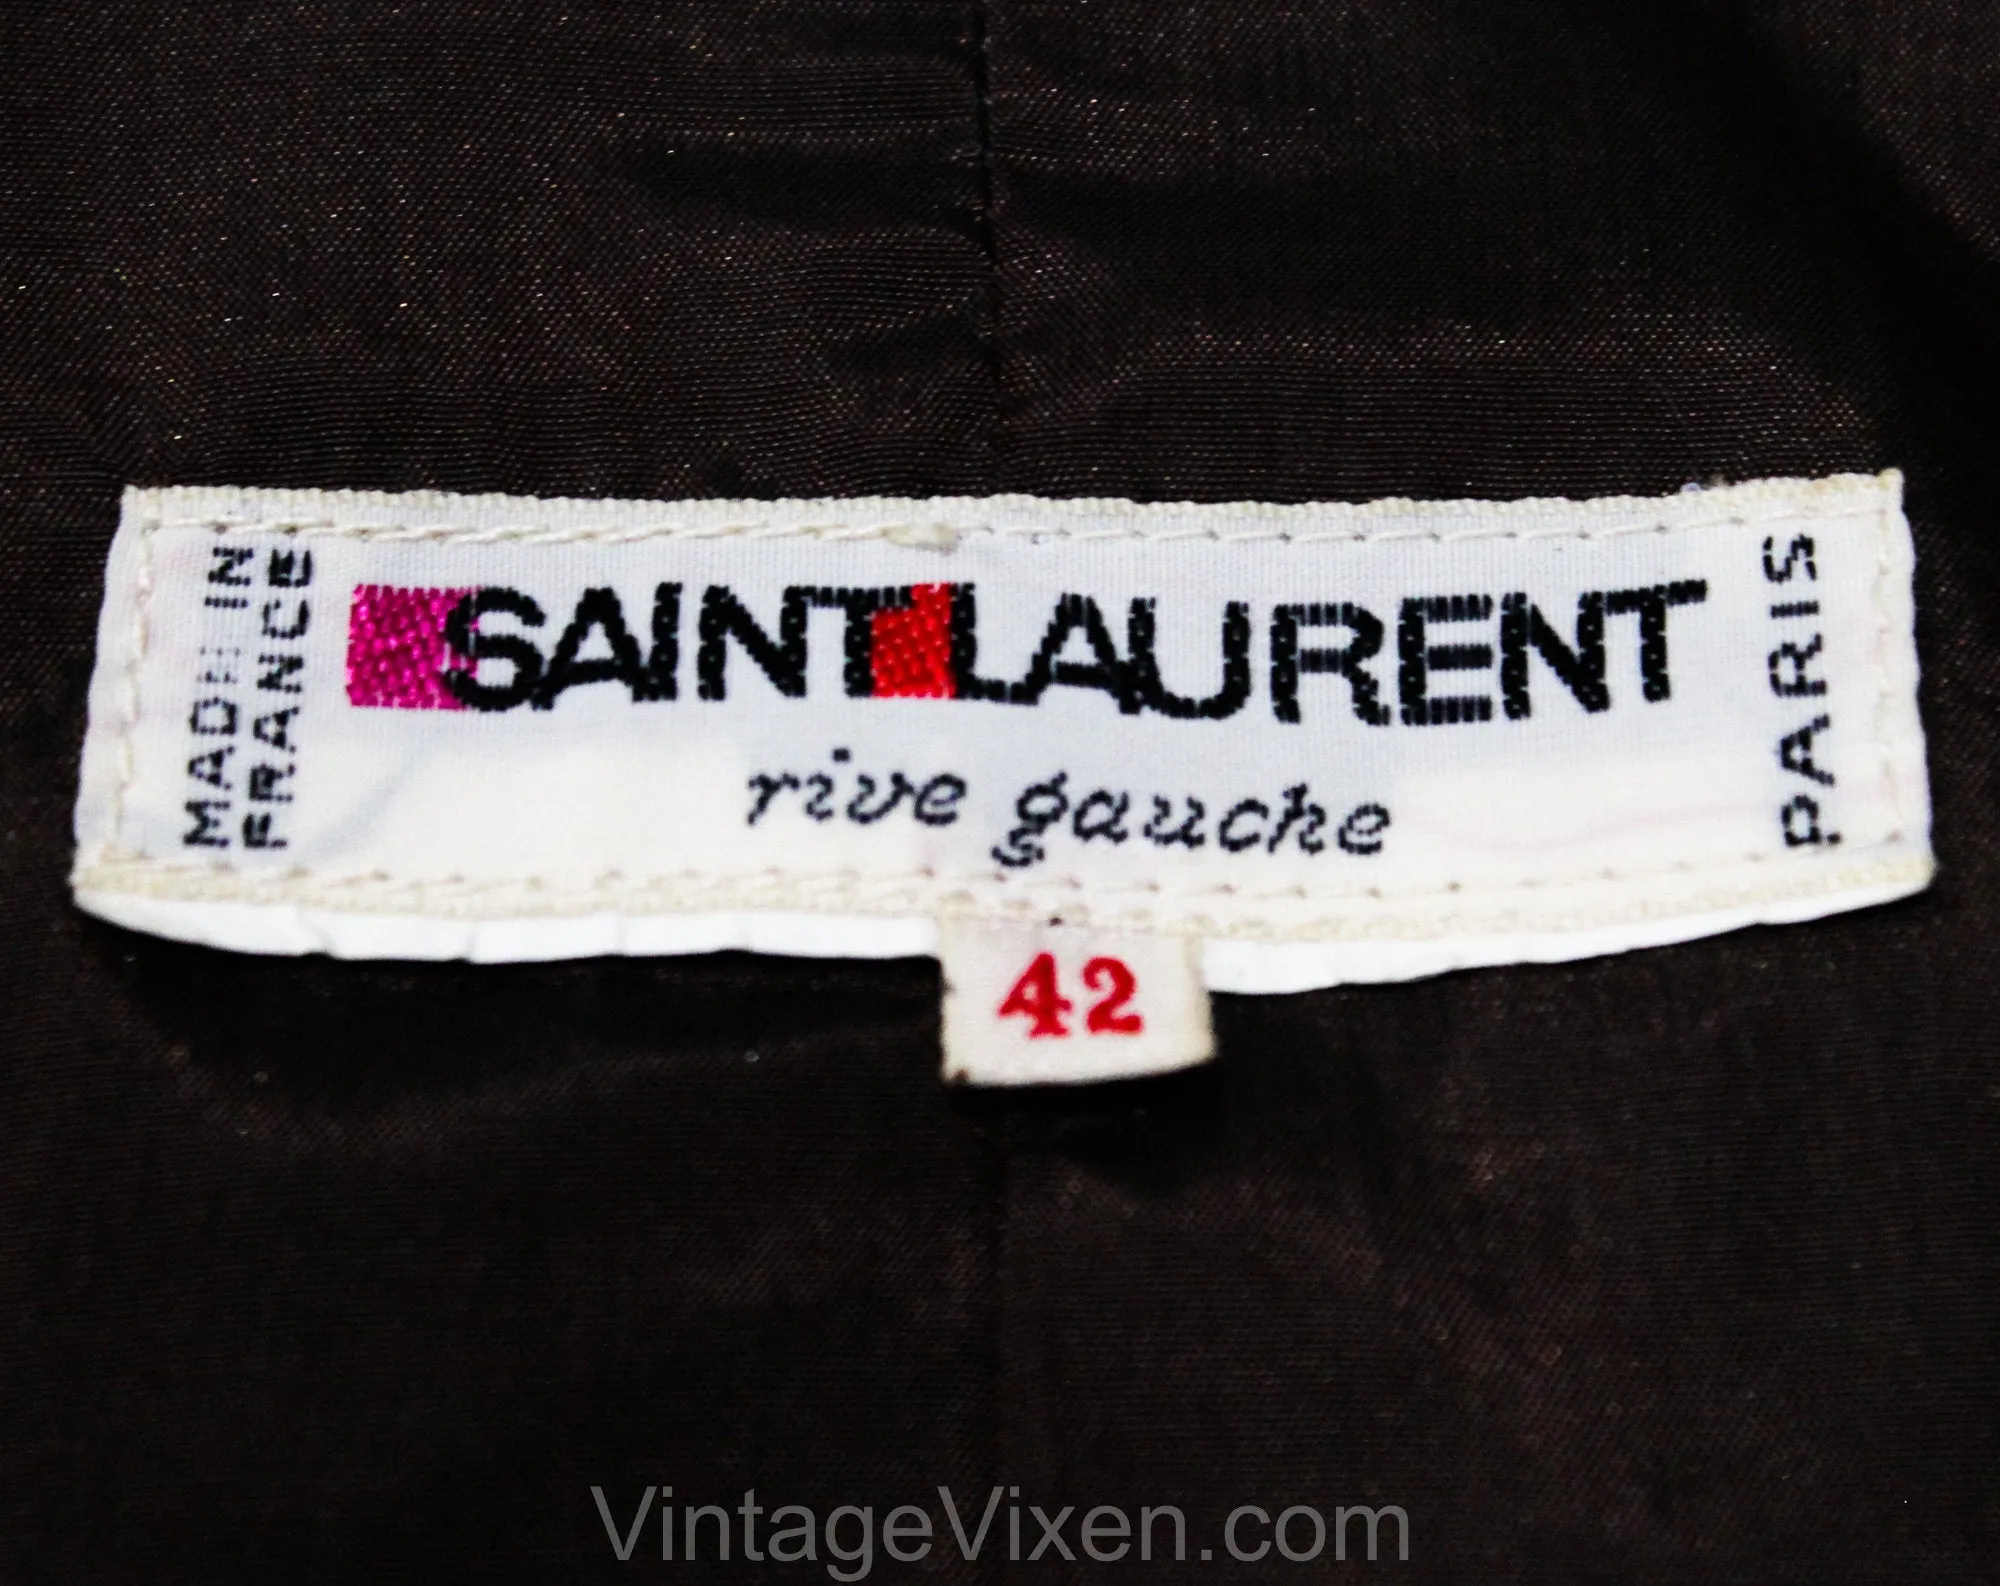 MADE IN
FRANCE
SAINT LAURENT
rive gauche
PARIS
42
VintageVixen.com